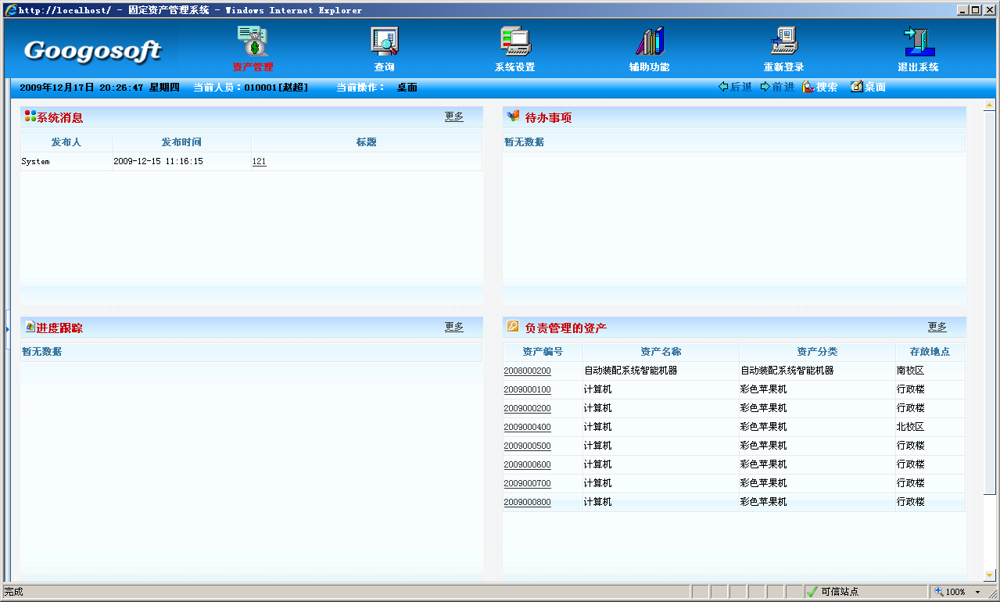 http://localhost/ - 固定资产管理系统 - Windows Internet Explorer
Googosoft
资产管理 查询 系统设置 辅助功能 重新登录 退出系统
2009年12月17日 20:26:47 星期四 当前人员：010001[赵超] 当前操作： 桌面 后退 前进 搜索 桌面
系统消息 更多
发布人 发布时间 标题
System 2009-12-15 11:16:15 121
待办事项
暂无数据
进度跟踪 更多
暂无数据
负责管理的资产 更多
资产编号 资产名称 资产分类 存放地点
2008000200 自动装配系统智能机器 自动装配系统智能机器 南校区
2009000100 计算机 彩色苹果机 行政楼
2009000200 计算机 彩色苹果机 行政楼
2009000400 计算机 彩色苹果机 北校区
2009000500 计算机 彩色苹果机 行政楼
2009000600 计算机 彩色苹果机 行政楼
2009000700 计算机 彩色苹果机 行政楼
2009000800 计算机 彩色苹果机 行政楼
完成 可信站点 100%